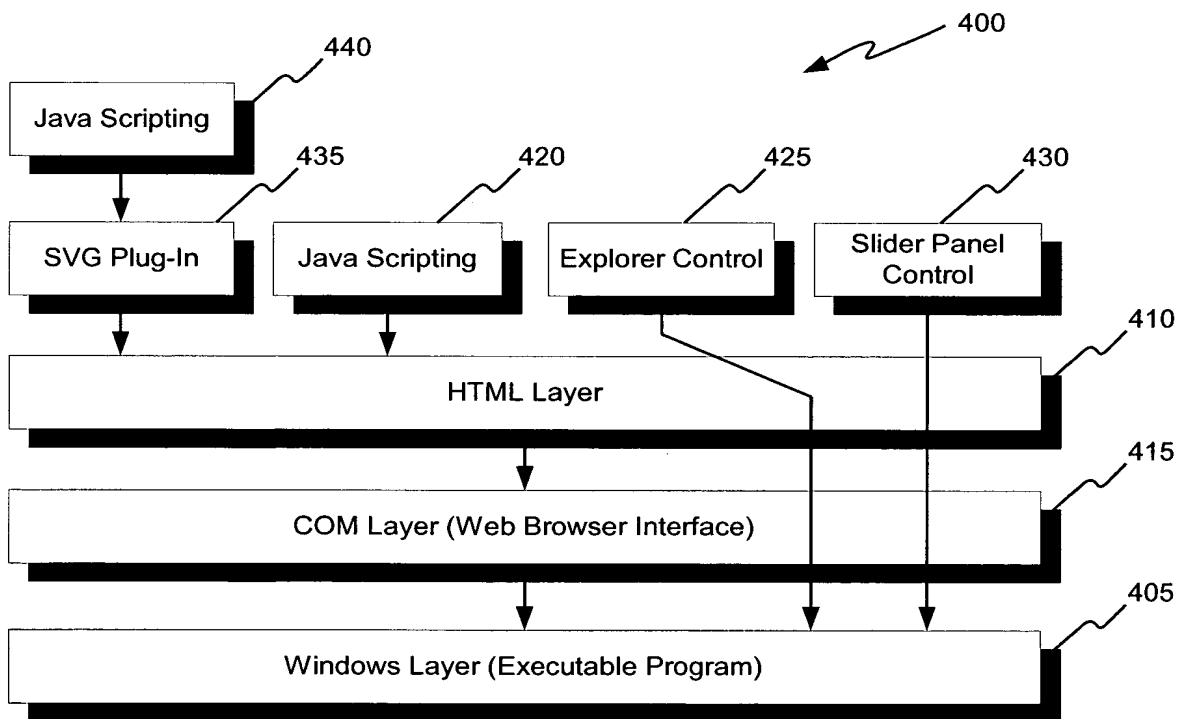 400
440
Java Scripting
435
420
425
430
SVG Plug-In
Java Scripting
Explorer Control
Slider Panel
Control
410
HTML Layer
415
COM Layer (Web Browser Interface)
405
Windows Layer (Executable Program)